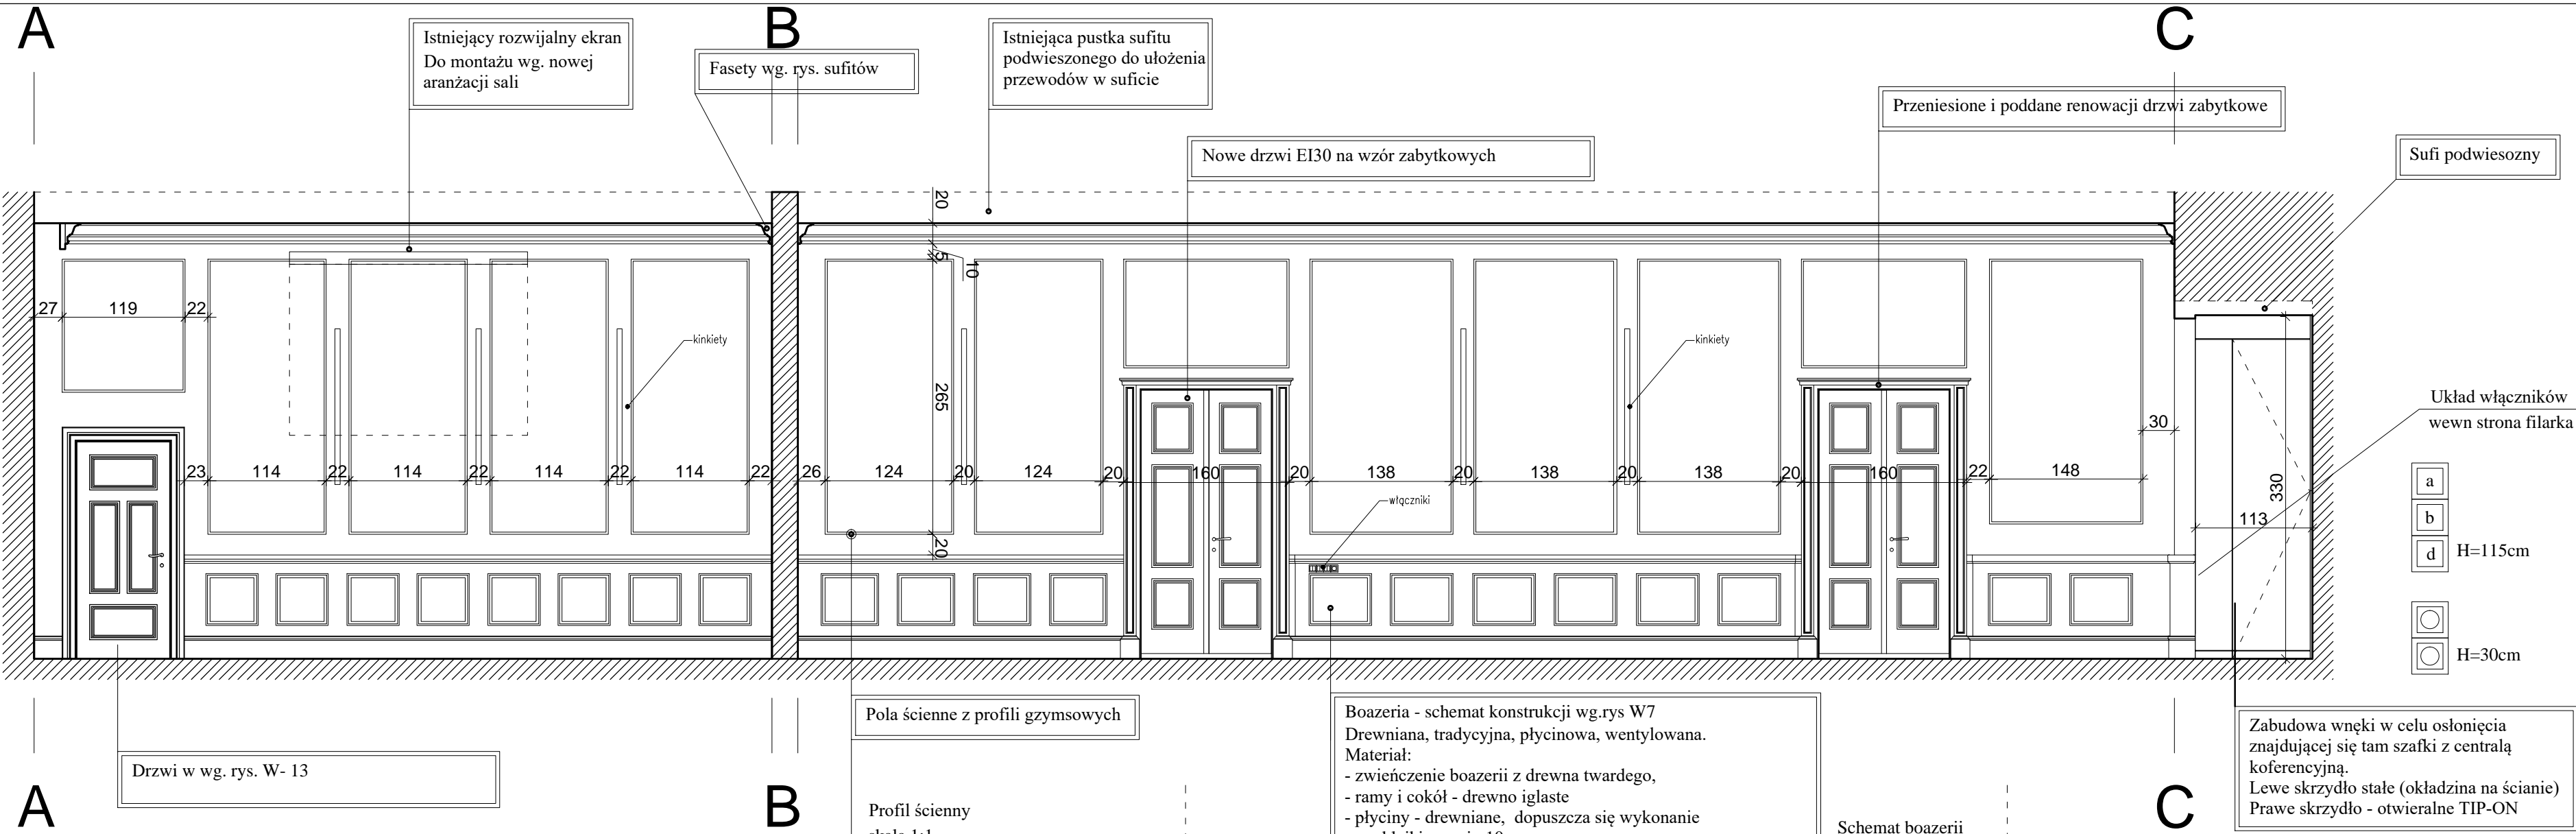 A
B
C
Istniejący rozwijalny ekran
Do montażu wg. nowej
aranżacji sali
Fasety wg. rys. sufitów
Istniejąca pustka sufitu
podwieszonego do ułożenia
przewodów w suficie
Przeniesione i poddane renowacji drzwi zabytkowe
Nowe drzwi EI30 na wzór zabytkowych
Sufi podwiesozny
20
5
10
27
119
22
kinkiety
kinkiety
265
Układ włączników
wewn strona filarka
30
23
114
22
114
22
114
22
114
22
26
124
20
124
20
160
20
138
20
138
20
138
20
160
22
148
330
113
włączniki
20
a
b
d
H=115cm
H=30cm
Pola ścienne z profili gzymsowych
Boazeria - schemat konstrukcji wg.rys W7
Drewniana, tradycyjna, płycinowa, wentylowana.
Materiał:
- zwieńczenie boazerii z drewna twardego,
- ramy i cokół - drewno iglaste
- płyciny - drewniane, dopuszcza się wykonanie
Zabudowa wnęki w celu osłonięcia
znajdującej się tam szafki z centralą
koferencyjną.
Lewe skrzydło stałe (okładzina na ścianie)
Prawe skrzydło - otwieralne TIP-ON
Drzwi w wg. rys. W- 13
Profil ścienny
Schemat boazerii
A
B
C